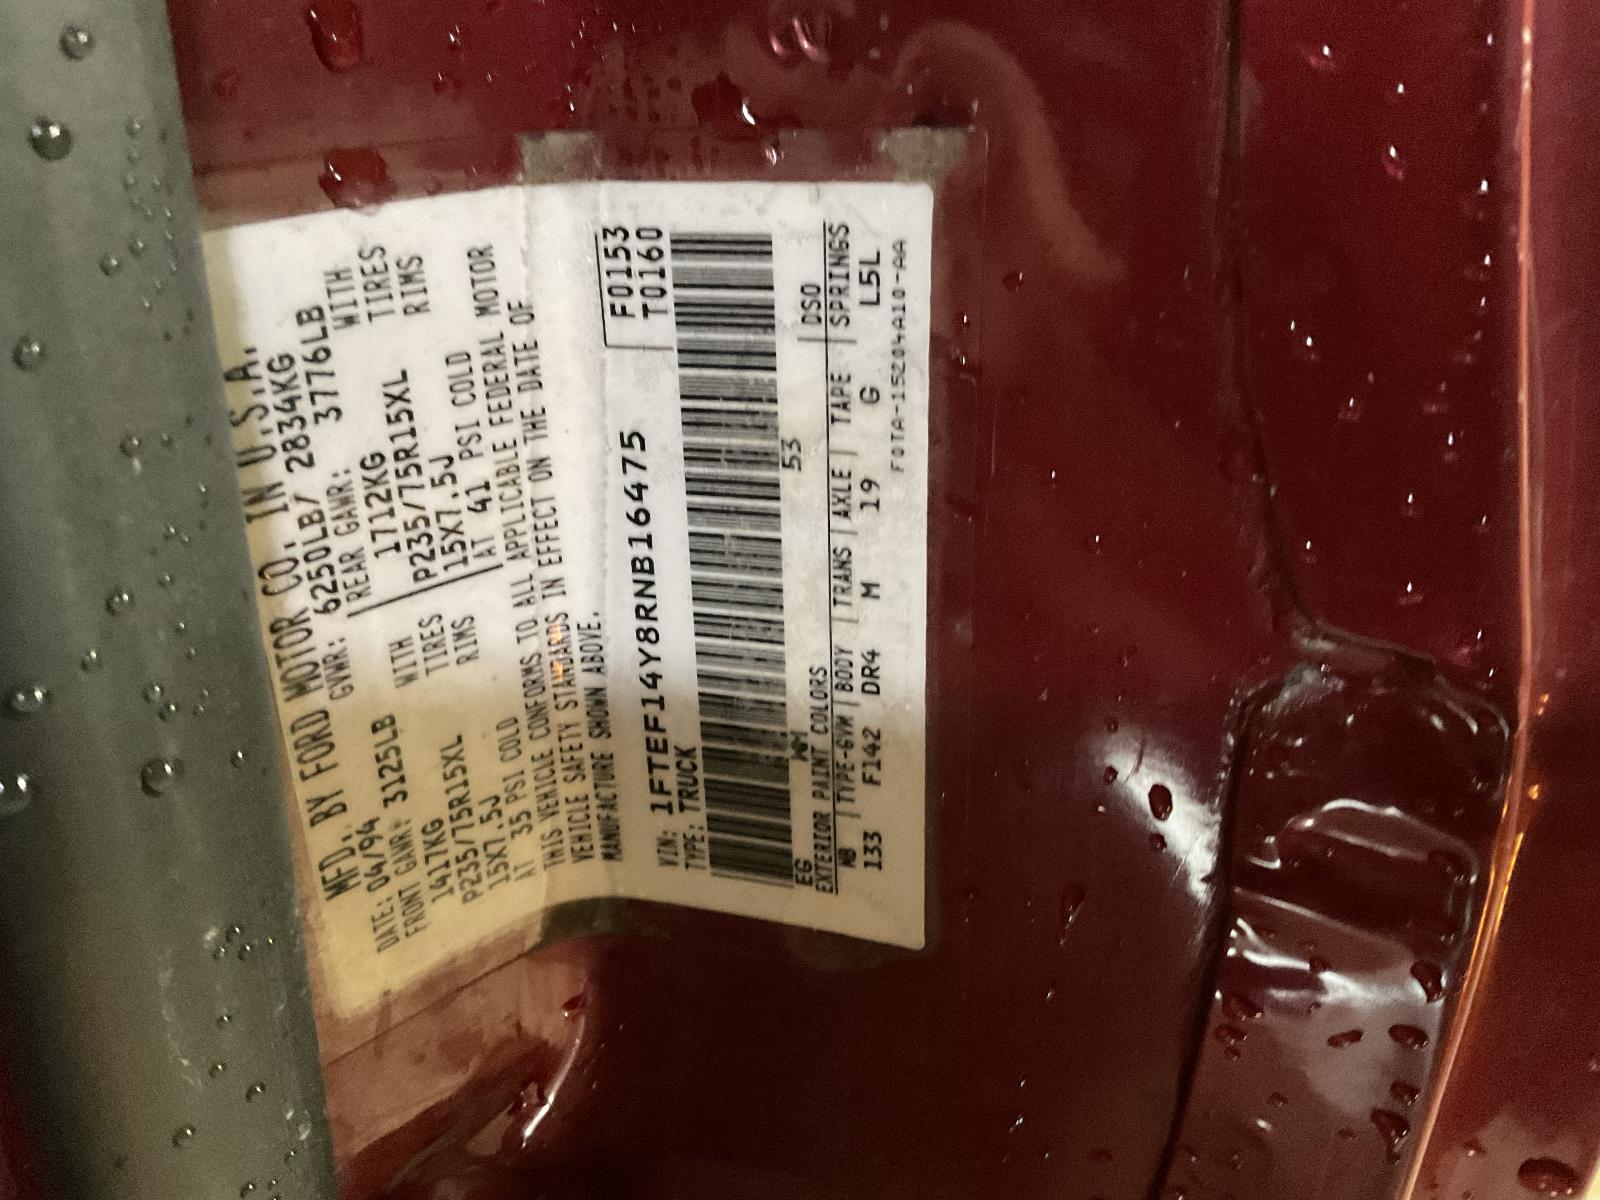 MFD. BY FORD MOTOR CO. IN U.S.A.
DATE: 04/94 GVWR: 6250LB/ 2834KG
FRONT GAWR: 3125LB REAR GAWR: 3776LB
1417KG WITH 1712KG WITH
P235/75R15XL TIRES P235/75R15XL TIRES
15X7.5J RIMS 15X7.5J RIMS
AT 35 PSI COLD AT 41 PSI COLD
THIS VEHICLE CONFORMS TO ALL APPLICABLE FEDERAL MOTOR
VEHICLE SAFETY STANDARDS IN EFFECT ON THE DATE OF
MANUFACTURE SHOWN ABOVE.
F0153
VIN: 1FTEF14Y8RNB16475 T0160
TYPE: TRUCK
EG WM 53
EXTERIOR PAINT COLORS DSO
WB TYPE-GVW BODY TRANS AXLE TAPE SPRINGS
133 F142 DR4 M 19 G L5L
F0TA-15204A10-AA